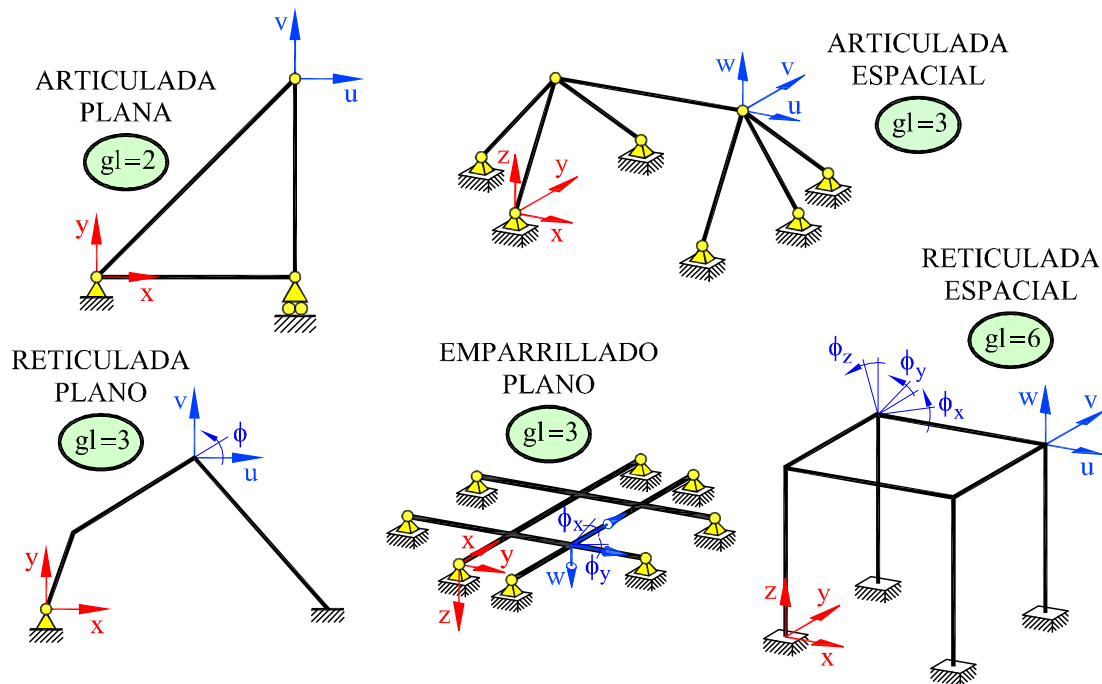 ARTICULADA
PLANA
gl=2
v
u
y
x
ARTICULADA
ESPACIAL
gl=3
w
v
u
z
y
x
RETICULADA
PLANO
gl=3
v
ϕ
u
y
x
EMPARRILLADO
PLANO
gl=3
ϕx
x
y
w
ϕy
z
RETICULADA
ESPACIAL
gl=6
ϕz
ϕy
ϕx
w
v
u
z
y
x